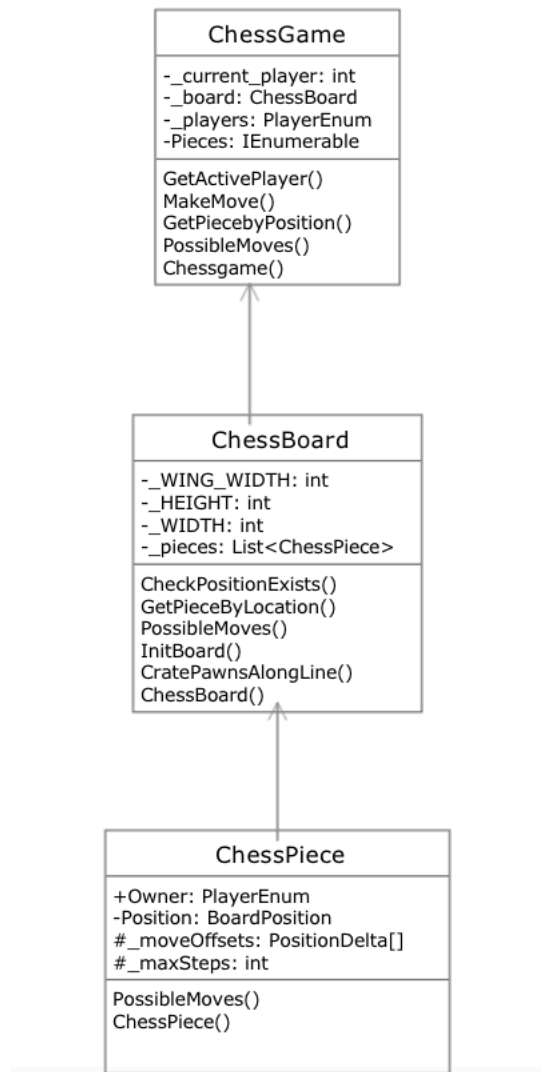 ChessGame
-_current_player: int
-_board: ChessBoard
-_players: PlayerEnum
-Pieces: IEnumerable
GetActivePlayer()
MakeMove()
GetPiecebyPosition()
PossibleMoves()
Chessgame()
ChessBoard
-_WING_WIDTH: int
-_HEIGHT: int
-_WIDTH: int
-_pieces: List<ChessPiece>
CheckPositionExists()
GetPieceByLocation()
PossibleMoves()
InitBoard()
CratePawnsAlongLine()
ChessBoard()
ChessPiece
+Owner: PlayerEnum
-Position: BoardPosition
#_moveOffsets: PositionDelta[]
#_maxSteps: int
PossibleMoves()
ChessPiece()